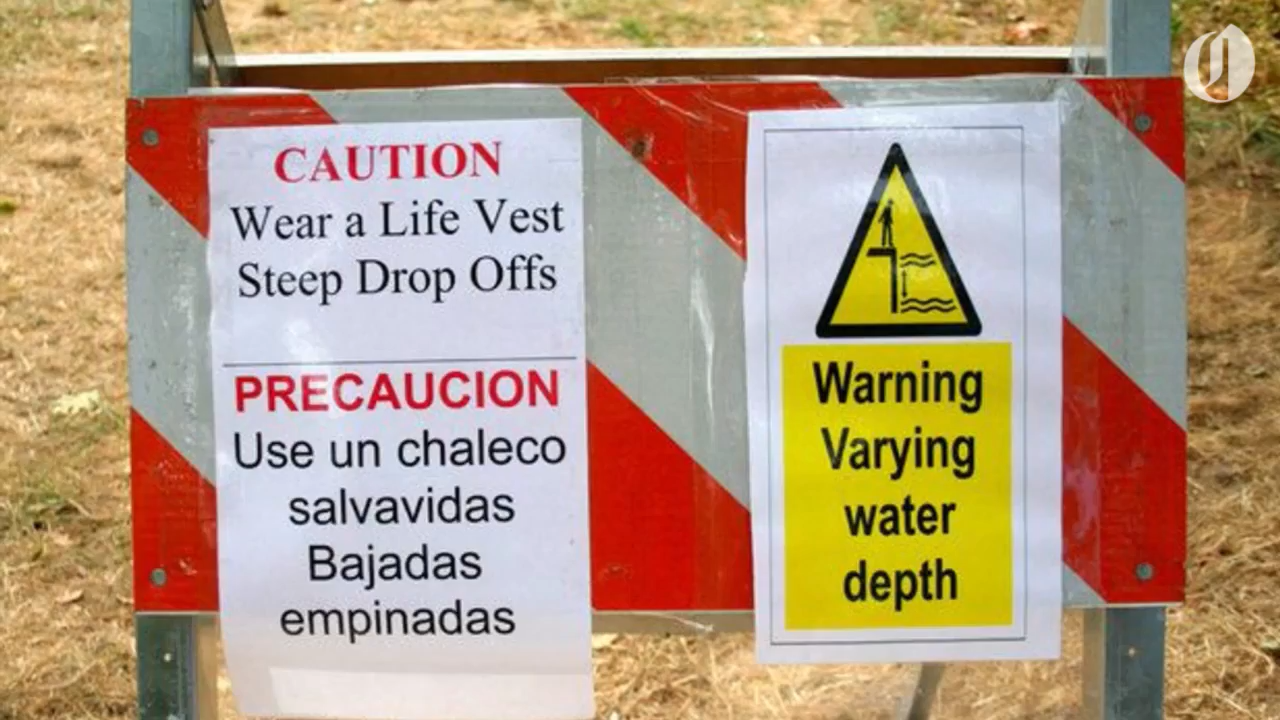 CAUTION
Wear a Life Vest
Steep Drop Offs
PRECAUCION
Use un chaleco
salvavidas
Bajadas
empinadas
Warning
Varying
water
depth